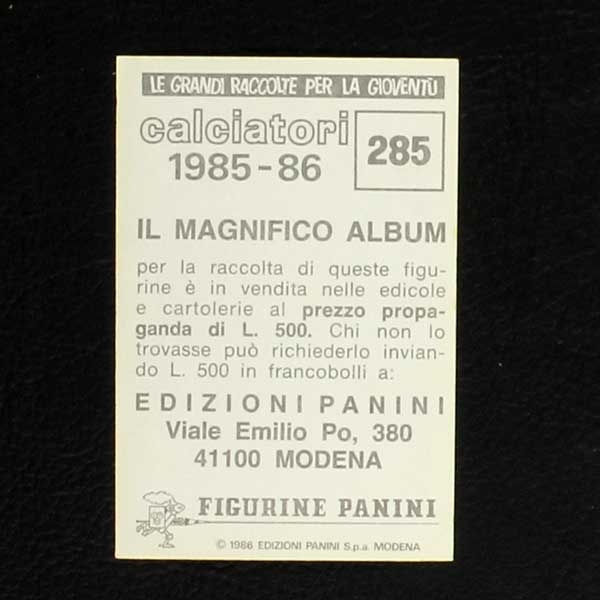 LE GRANDI RACCOLTE PER LA GIOVENTÙ
calciatori
1985-86
285
IL MAGNIFICO ALBUM
per la raccolta di queste figu-
rine è in vendita nelle edicole
e cartolerie al prezzo propa-
ganda di L. 500. Chi non lo
trovasse può richiederlo invian-
do L. 500 in francobolli a:
EDIZIONI PANINI
Viale Emilio Po, 380
41100 MODENA
FIGURINE PANINI
© 1986 EDIZIONI PANINI S.p.a. MODENA